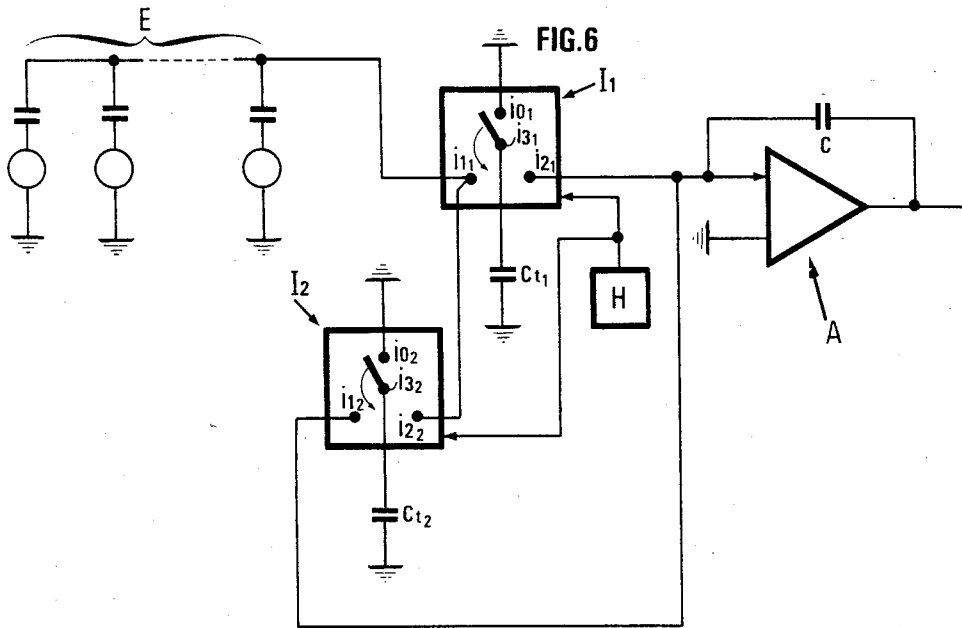 E
FIG.6
I₁
i0₁
i3₁
i1₁
i2₁
C
Ct₁
H
A
I₂
i0₂
i3₂
i1₂
i2₂
Ct₂